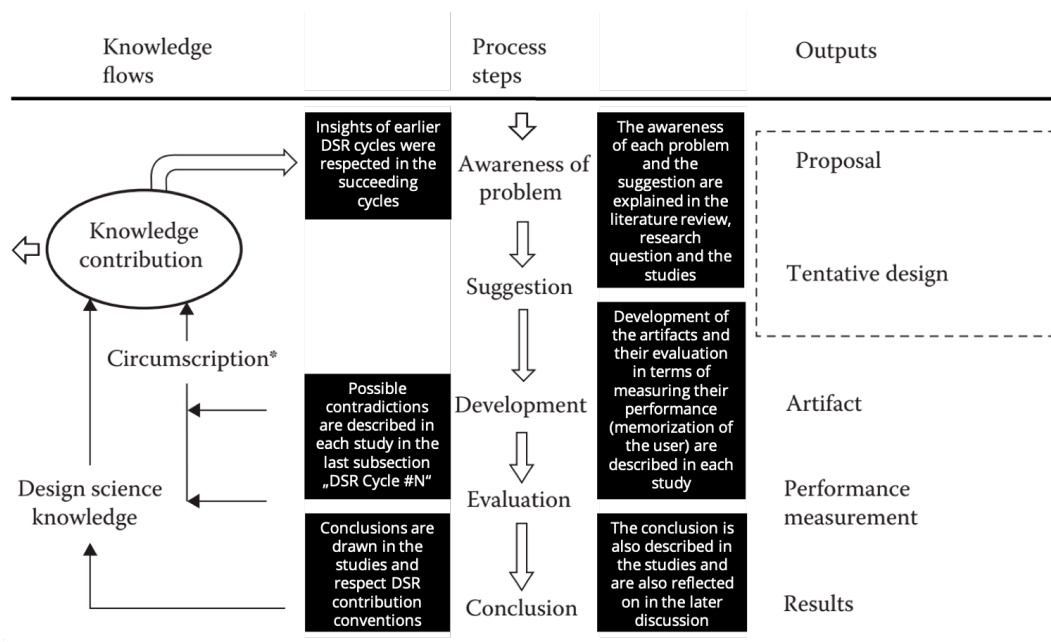 Knowledge
flows
Process
steps
Outputs
Insights of earlier
DSR cycles were
respected in the
succeeding
cycles
Awareness of
problem
The awareness
of each problem
and the
suggestion are
explained in the
literature review,
research
question and the
studies
Proposal
Knowledge
contribution
Suggestion
Tentative design
Circumscription*
Possible
contradictions
are described in
each study in the
last subsection
„DSR Cycle #N“
Development
Development of
the artifacts and
their evaluation
in terms of
measuring their
performance
(memorization of
the user) are
described in each
study
Artifact
Design science
knowledge
Evaluation
Performance
measurement
Conclusions are
drawn in the
studies and
respect DSR
contribution
conventions
Conclusion
The conclusion is
also described in
the studies and
are also reflected
on in the later
discussion
Results